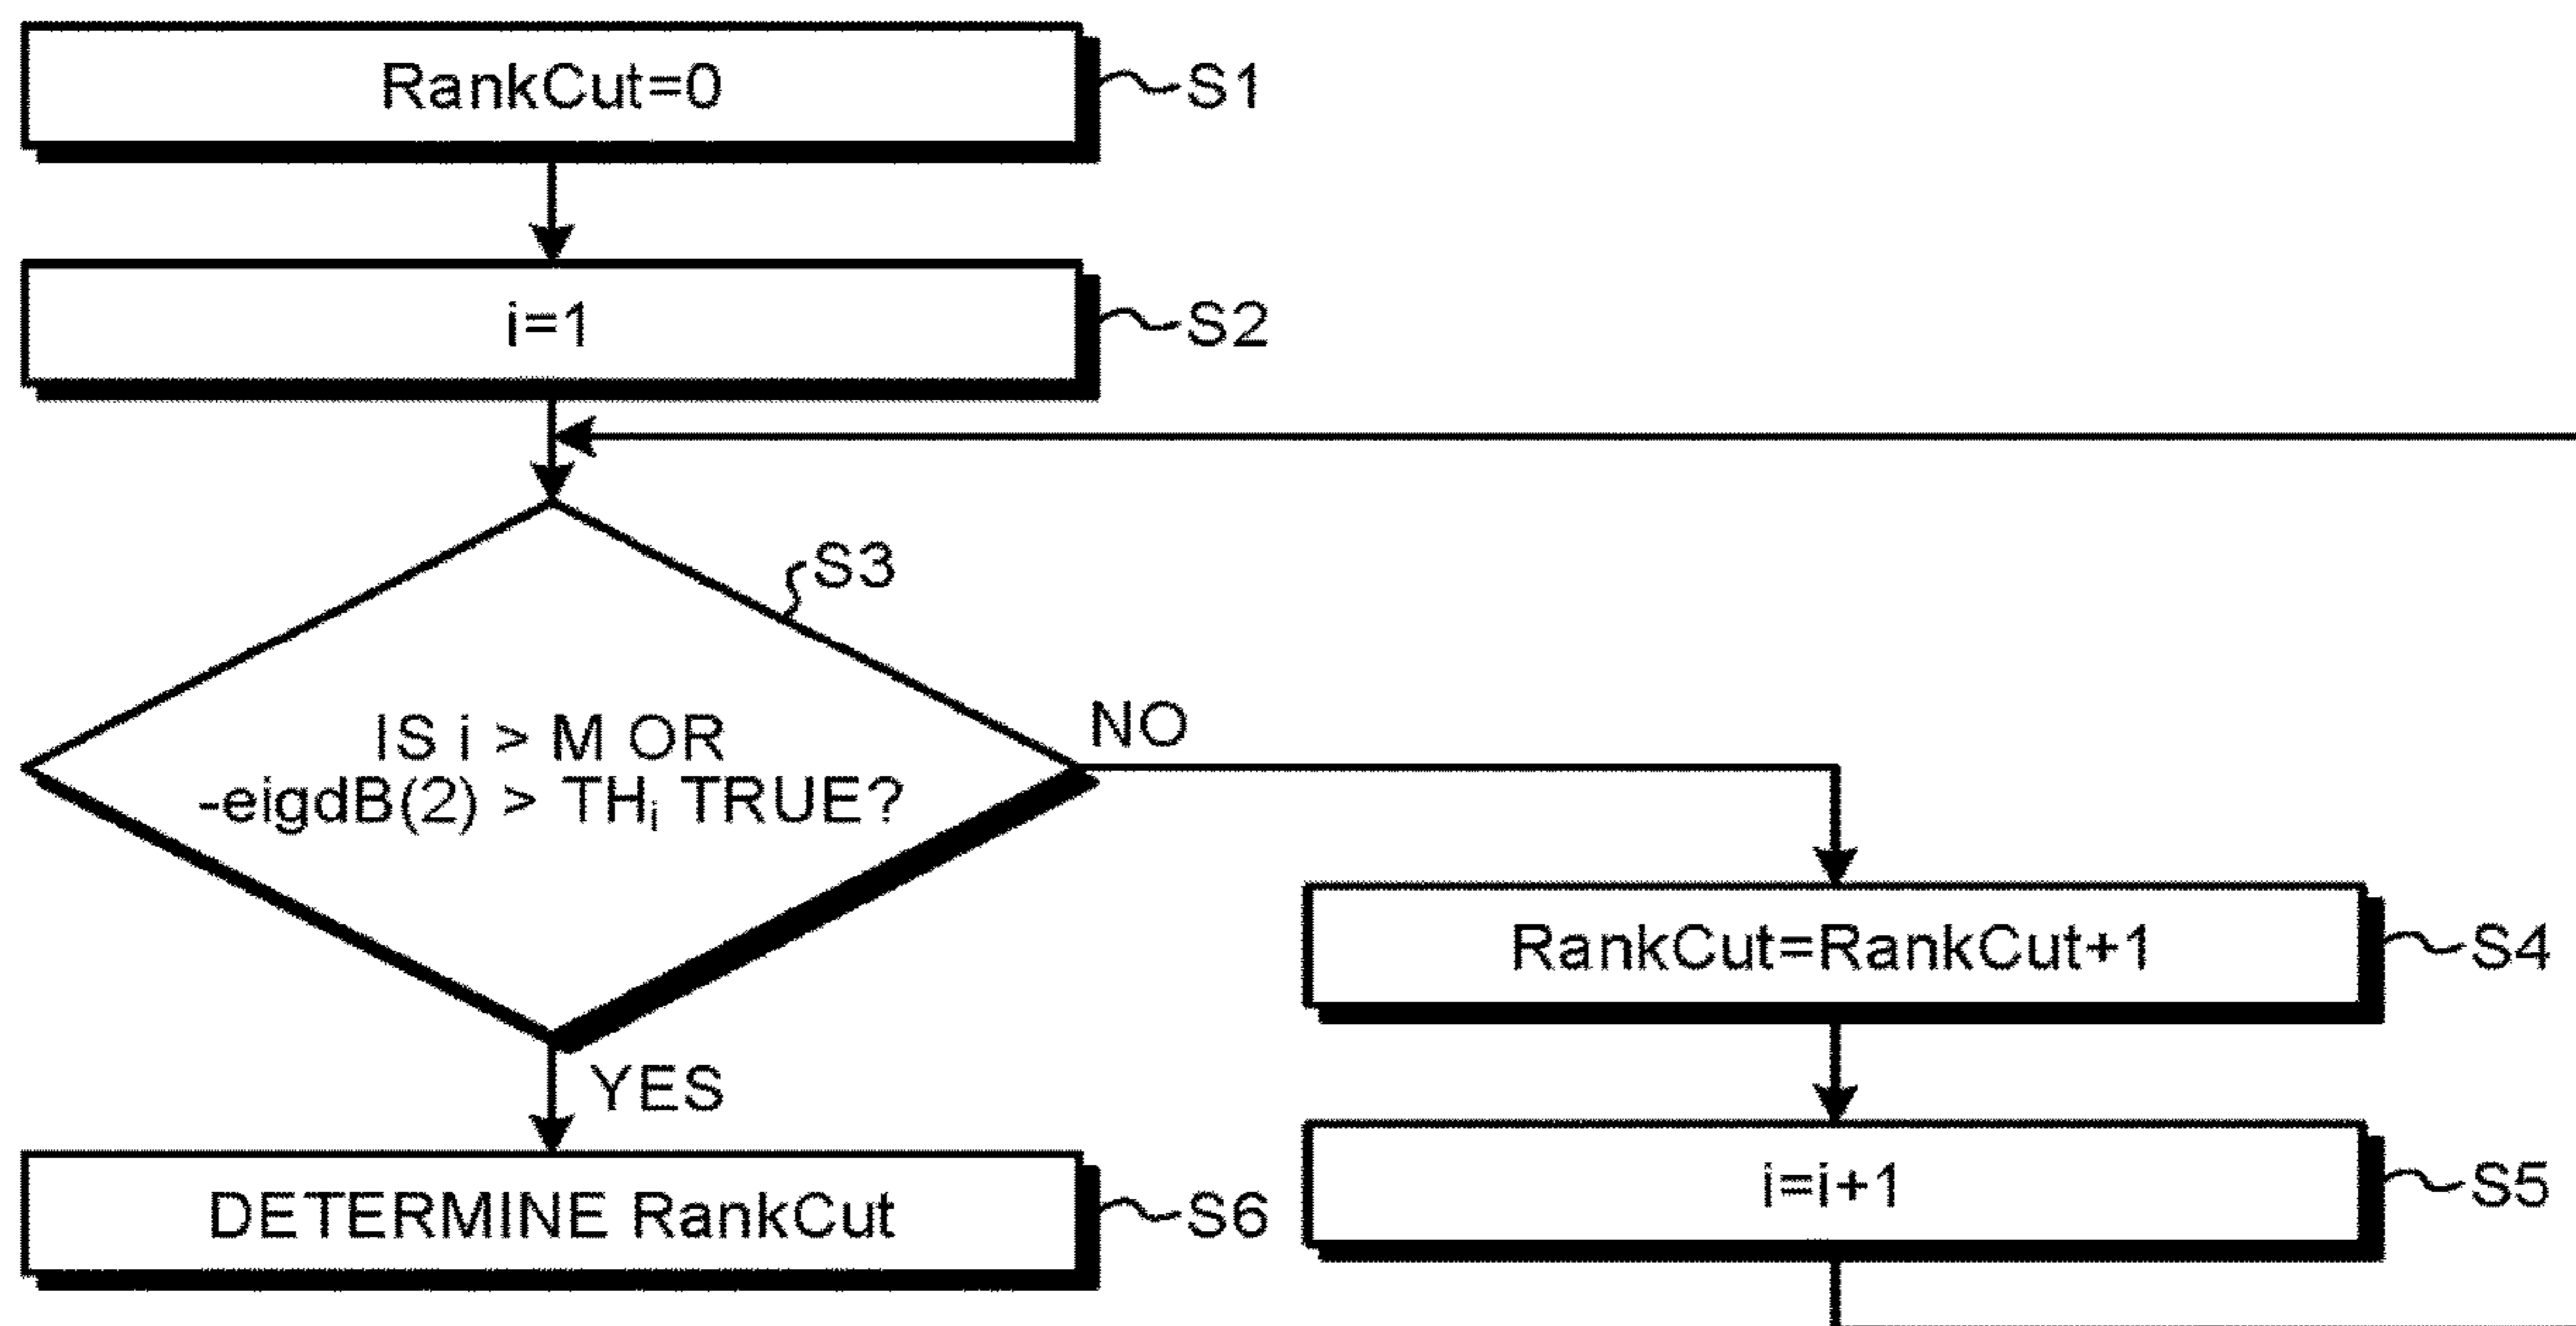 RankCut=0
S1
i=1
S2
S3
IS i > M OR
-eigdB(2) > THᵢ TRUE?
NO
RankCut=RankCut+1
S4
YES
i=i+1
S5
DETERMINE RankCut
S6